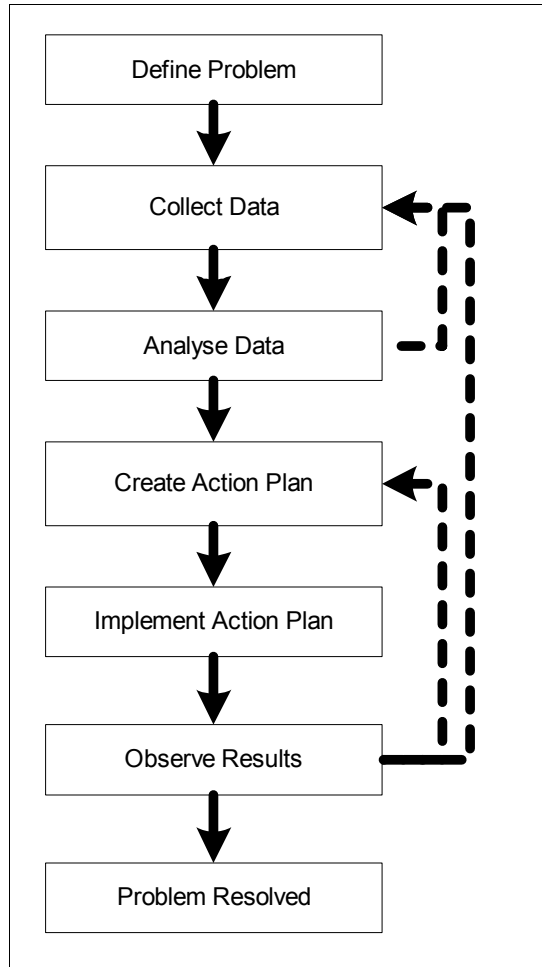 Define Problem
Collect Data
Analyse Data
Create Action Plan
Implement Action Plan
Observe Results
Problem Resolved